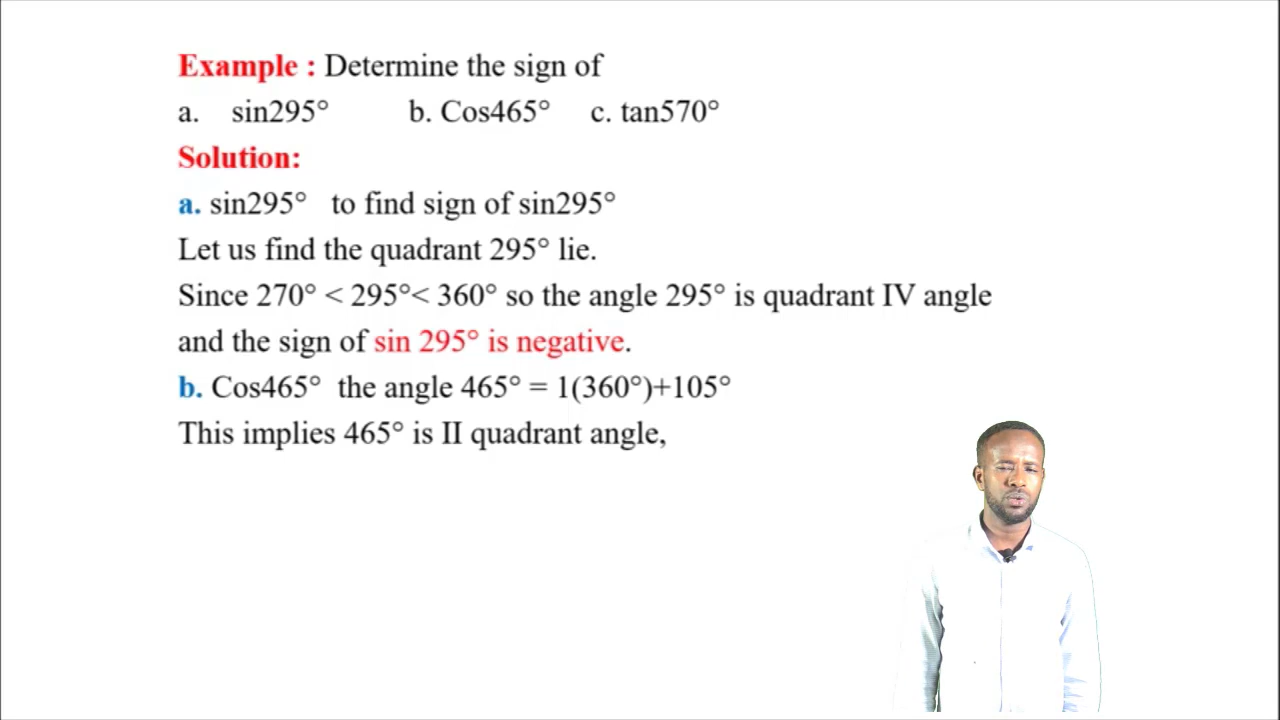 Example : Determine the sign of
a. sin295° b. Cos465° c. tan570°
Solution:
a. sin295° to find sign of sin295°
Let us find the quadrant 295° lie.
Since 270° < 295°< 360° so the angle 295° is quadrant IV angle
and the sign of sin 295° is negative.
b. Cos465° the angle 465° = 1(360°)+105°
This implies 465° is II quadrant angle,